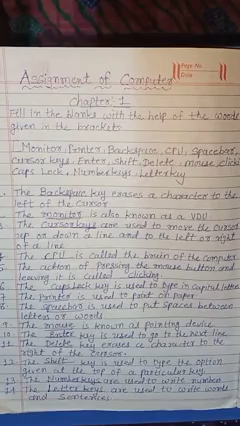 Page No.
Date
Assignment of Computer
Chapter: 1
Fill In the blanks with the help of the words
given in the brackets
Monitor, Printer, Backspace, CPU, Spacebar,
Cursor keys, Enter, Shift, Delete, mouse, clicking
Caps Lock, Number keys, Letter key
1. The Backspace key erases a character to the
left of the cursor
2. The monitor is also known as a VDU
3. The Cursor keys are used to move the cursor
up or down a line and to the left or right
of a line
4. The CPU is called the brain of the computer
5. The action of pressing the mouse button and
leaving it is called clicking.
6. The Caps Lock key is used to type in capital letters
7. The Printer is used to print on paper
8. The spacebar is used to put spaces between
letters or words
9. The mouse is known as pointing device
10. The Enter key is used to go to the next line
11. The Delete key erases a character to the
right of the cursor.
12. The Shift key is used to type the option
given at the top of a particular key
13. The Number keys are used to write number
14. The Letter keys are used to write words
and sentences